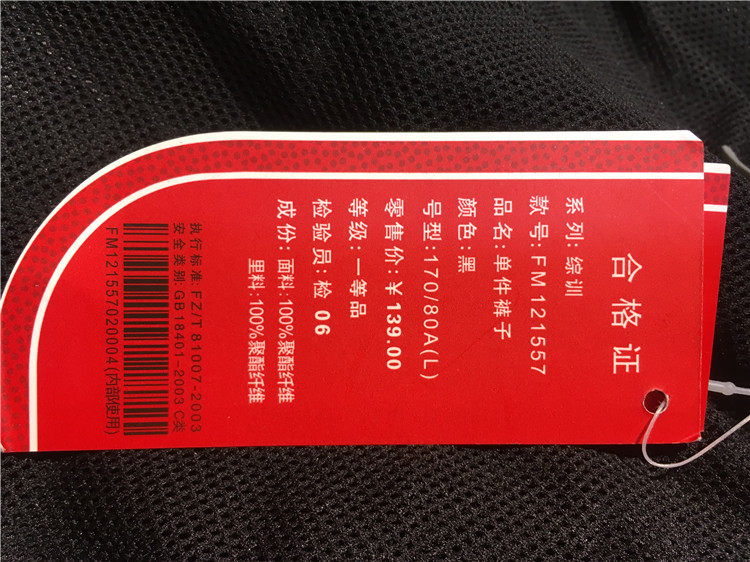 合格证
系列:综训
款号:FM121557
品名:单件裤子
颜色:黑
号型:170/80A(L)
零售价:￥139.00
等级:一等品
检验员:检 06
成份:面料:100%聚酯纤维
里料:100%聚酯纤维
执行标准:FZ/T 81007-2003
安全类别:GB 18401-2003 C类
FM121557020004(内部使用)